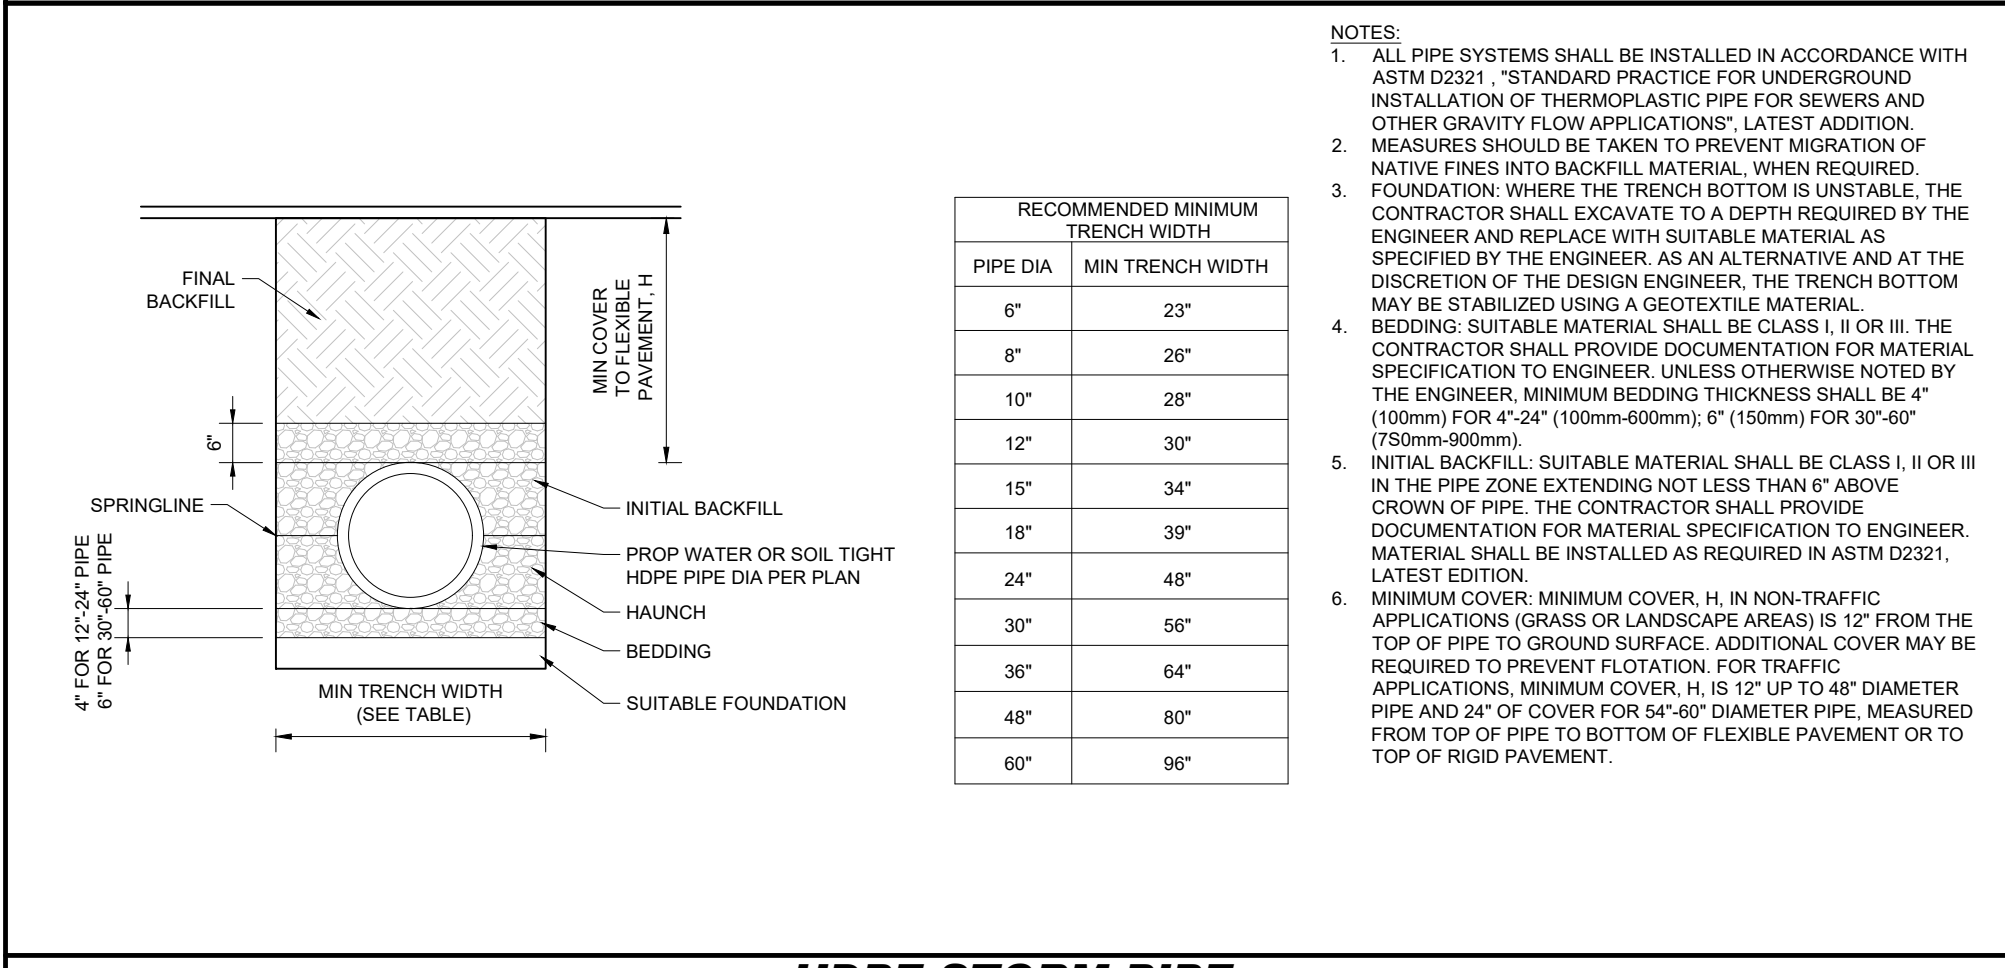 FINAL
BACKFILL
6"
SPRINGLINE
4" FOR 12"-24" PIPE
6" FOR 30"-60" PIPE
MIN COVER
TO FLEXIBLE
PAVEMENT, H
INITIAL BACKFILL
PROP WATER OR SOIL TIGHT
HDPE PIPE DIA PER PLAN
HAUNCH
BEDDING
SUITABLE FOUNDATION
MIN TRENCH WIDTH
(SEE TABLE)
RECOMMENDED MINIMUM
TRENCH WIDTH
PIPE DIA MIN TRENCH WIDTH
6" 23"
8" 26"
10" 28"
12" 30"
15" 34"
18" 39"
24" 48"
30" 56"
36" 64"
48" 80"
60" 96"
NOTES:
1. ALL PIPE SYSTEMS SHALL BE INSTALLED IN ACCORDANCE WITH
ASTM D2321 , "STANDARD PRACTICE FOR UNDERGROUND
INSTALLATION OF THERMOPLASTIC PIPE FOR SEWERS AND
OTHER GRAVITY FLOW APPLICATIONS", LATEST ADDITION.
2. MEASURES SHOULD BE TAKEN TO PREVENT MIGRATION OF
NATIVE FINES INTO BACKFILL MATERIAL, WHEN REQUIRED.
3. FOUNDATION: WHERE THE TRENCH BOTTOM IS UNSTABLE, THE
CONTRACTOR SHALL EXCAVATE TO A DEPTH REQUIRED BY THE
ENGINEER AND REPLACE WITH SUITABLE MATERIAL AS
SPECIFIED BY THE ENGINEER. AS AN ALTERNATIVE AND AT THE
DISCRETION OF THE DESIGN ENGINEER, THE TRENCH BOTTOM
MAY BE STABILIZED USING A GEOTEXTILE MATERIAL.
4. BEDDING: SUITABLE MATERIAL SHALL BE CLASS I, II OR III. THE
CONTRACTOR SHALL PROVIDE DOCUMENTATION FOR MATERIAL
SPECIFICATION TO ENGINEER. UNLESS OTHERWISE NOTED BY
THE ENGINEER, MINIMUM BEDDING THICKNESS SHALL BE 4"
(100mm) FOR 4"-24" (100mm-600mm); 6" (150mm) FOR 30"-60"
(7S0mm-900mm).
5. INITIAL BACKFILL: SUITABLE MATERIAL SHALL BE CLASS I, II OR III
IN THE PIPE ZONE EXTENDING NOT LESS THAN 6" ABOVE
CROWN OF PIPE. THE CONTRACTOR SHALL PROVIDE
DOCUMENTATION FOR MATERIAL SPECIFICATION TO ENGINEER.
MATERIAL SHALL BE INSTALLED AS REQUIRED IN ASTM D2321,
LATEST EDITION.
6. MINIMUM COVER: MINIMUM COVER, H, IN NON-TRAFFIC
APPLICATIONS (GRASS OR LANDSCAPE AREAS) IS 12" FROM THE
TOP OF PIPE TO GROUND SURFACE. ADDITIONAL COVER MAY BE
REQUIRED TO PREVENT FLOTATION. FOR TRAFFIC
APPLICATIONS, MINIMUM COVER, H, IS 12" UP TO 48" DIAMETER
PIPE AND 24" OF COVER FOR 54"-60" DIAMETER PIPE, MEASURED
FROM TOP OF PIPE TO BOTTOM OF FLEXIBLE PAVEMENT OR TO
TOP OF RIGID PAVEMENT.
HDPE STORM PIPE